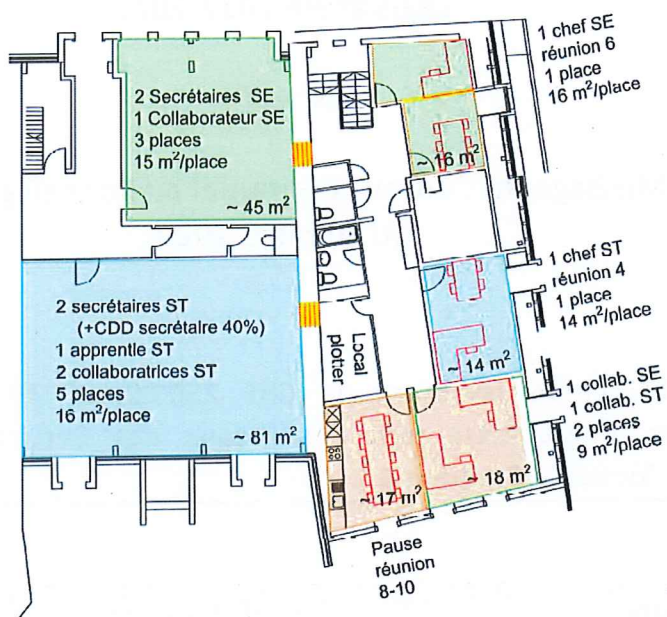 2 Secrétaires SE
1 Collaborateur SE
3 places
15 m²/place
~ 45 m²
1 chef SE
réunion 6
1 place
16 m²/place
~ 16 m²
2 secrétaires ST
(+CDD secrétaire 40%)
1 apprentie ST
2 collaboratrices ST
5 places
16 m²/place
~ 81 m²
Local
plotter
1 chef ST
réunion 4
1 place
14 m²/place
~ 14 m²
1 collab. SE
1 collab. ST
2 places
9 m²/place
~ 18 m²
~ 17 m²
Pause
réunion
8-10